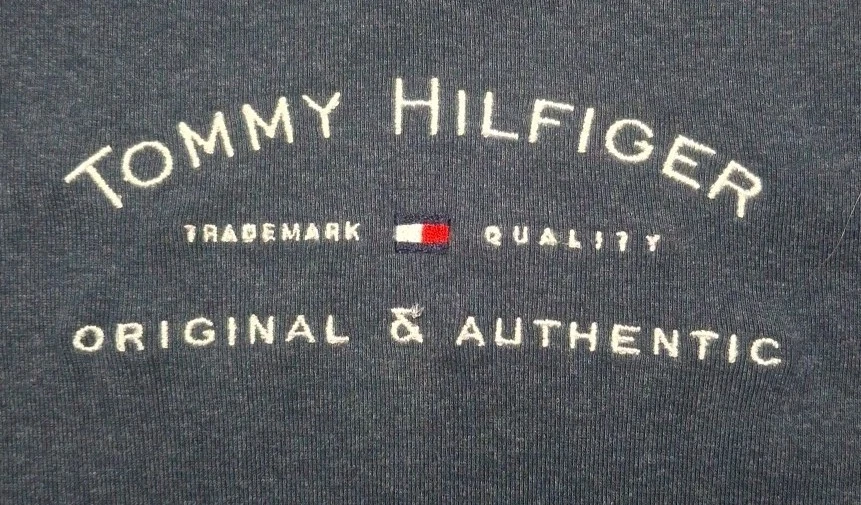 TOMMY HILFIGER
TRADEMARK QUALITY
ORIGINAL & AUTHENTIC